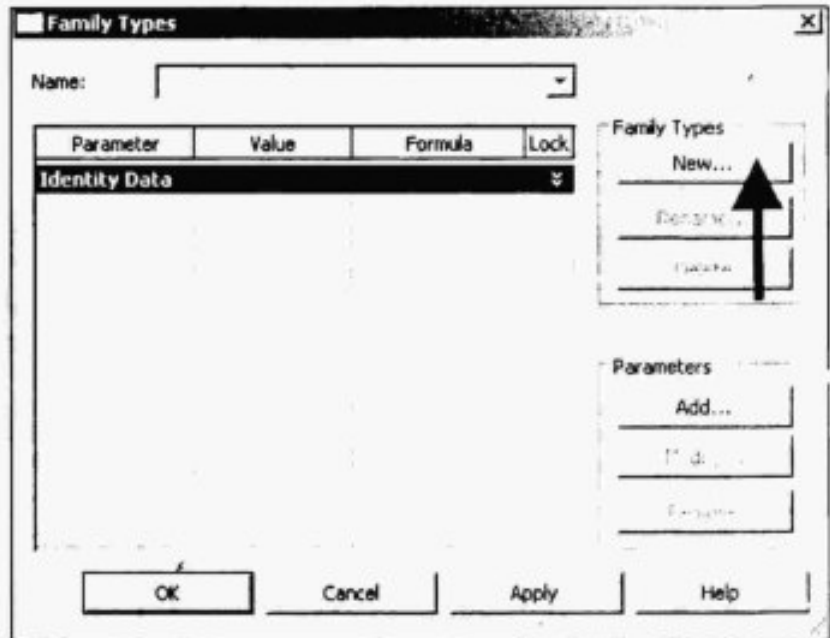 Family Types
Name:
Parameter Value Formula Lock
Identity Data
Family Types
New...
Parameters
Add...
OK Cancel Apply Help